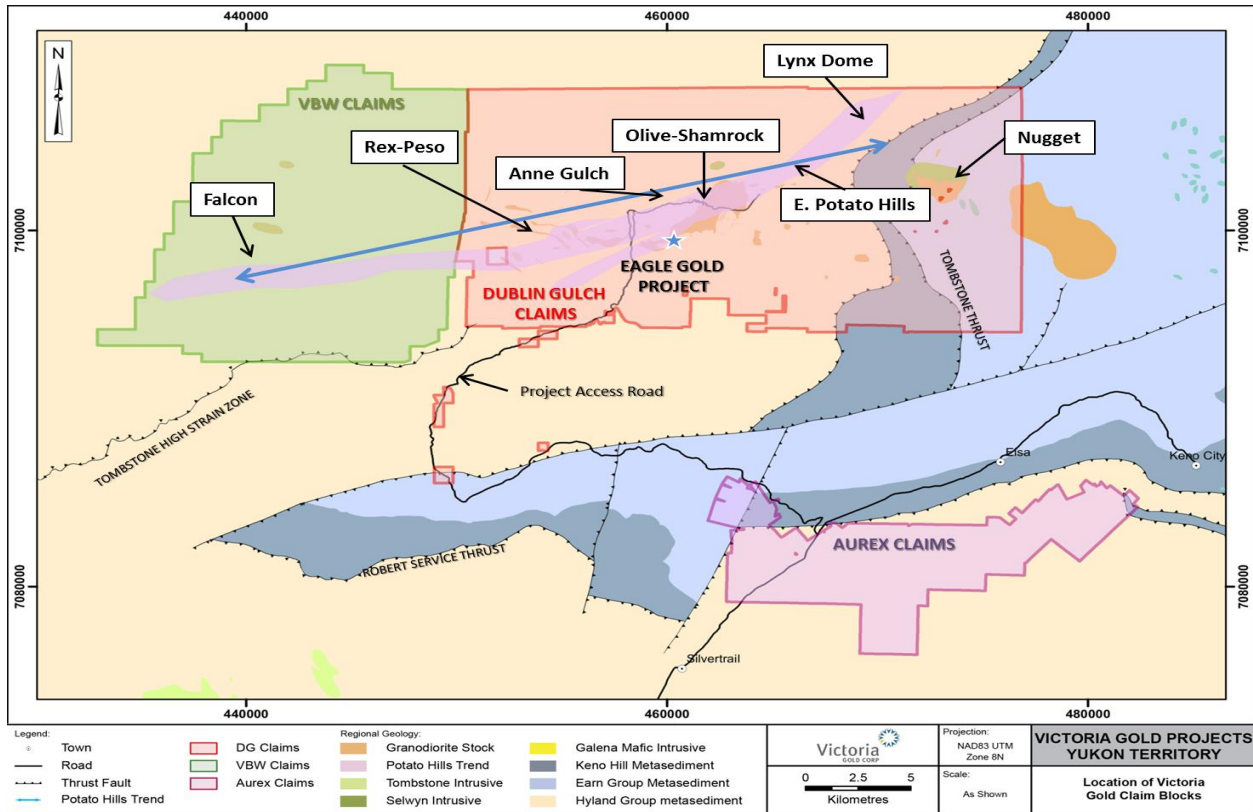 440000
460000
480000
N
VBW CLAIMS
Lynx Dome
Olive-Shamrock
Nugget
Rex-Peso
Anne Gulch
Falcon
E. Potato Hills
7100000
7100000
EAGLE GOLD
PROJECT
DUBLIN GULCH
CLAIMS
TOMBSTONE THRUST
Project Access Road
TOMBSTONE HIGH STRAIN ZONE
Elsa
Keno City
AUREX CLAIMS
ROBERT SERVICE THRUST
7080000
7080000
Silvertrail
440000
460000
480000
Legend:
Town
Road
Thrust Fault
Potato Hills Trend
DG Claims
VBW Claims
Aurex Claims
Regional Geology:
Granodiorite Stock
Potato Hills Trend
Tombstone Intrusive
Selwyn Intrusive
Galena Mafic Intrusive
Keno Hill Metasediment
Earn Group Metasediment
Hyland Group metasediment
Victoria
GOLD CORP
0 2.5 5
Kilometres
Projection:
NAD83 UTM
Zone 8N
Scale:
As Shown
VICTORIA GOLD PROJECTS
YUKON TERRITORY
Location of Victoria
Gold Claim Blocks